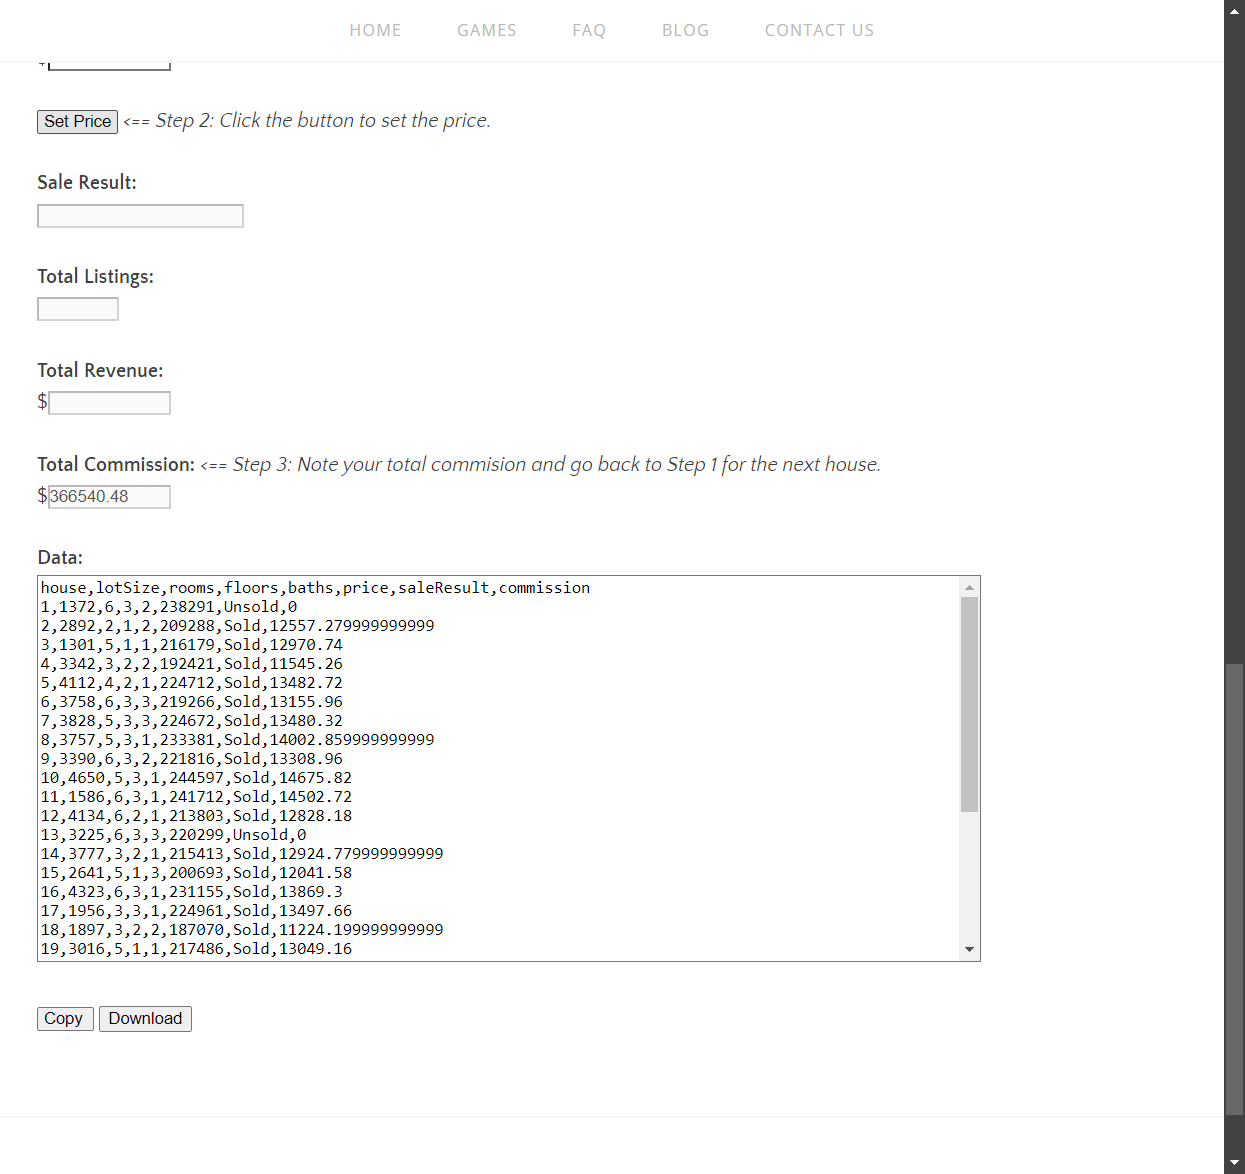 HOME GAMES FAQ BLOG CONTACT US
Set Price <== Step 2: Click the button to set the price.
Sale Result:
Total Listings:
Total Revenue:
$
Total Commission: <== Step 3: Note your total commision and go back to Step 1 for the next house.
$366540.48
Data:
house,lotSize,rooms,floors,baths,price,saleResult,commission
1,1372,6,3,2,238291,Unsold,0
2,2892,2,1,2,209288,Sold,12557.279999999999
3,1301,5,1,1,216179,Sold,12970.74
4,3342,3,2,2,192421,Sold,11545.26
5,4112,4,2,1,224712,Sold,13482.72
6,3758,6,3,3,219266,Sold,13155.96
7,3828,5,3,3,224672,Sold,13480.32
8,3757,5,3,1,233381,Sold,14002.859999999999
9,3390,6,3,2,221816,Sold,13308.96
10,4650,5,3,1,244597,Sold,14675.82
11,1586,6,3,1,241712,Sold,14502.72
12,4134,6,2,1,213803,Sold,12828.18
13,3225,6,3,3,220299,Unsold,0
14,3777,3,2,1,215413,Sold,12924.779999999999
15,2641,5,1,3,200693,Sold,12041.58
16,4323,6,3,1,231155,Sold,13869.3
17,1956,3,3,1,224961,Sold,13497.66
18,1897,3,2,2,187070,Sold,11224.199999999999
19,3016,5,1,1,217486,Sold,13049.16
Copy Download